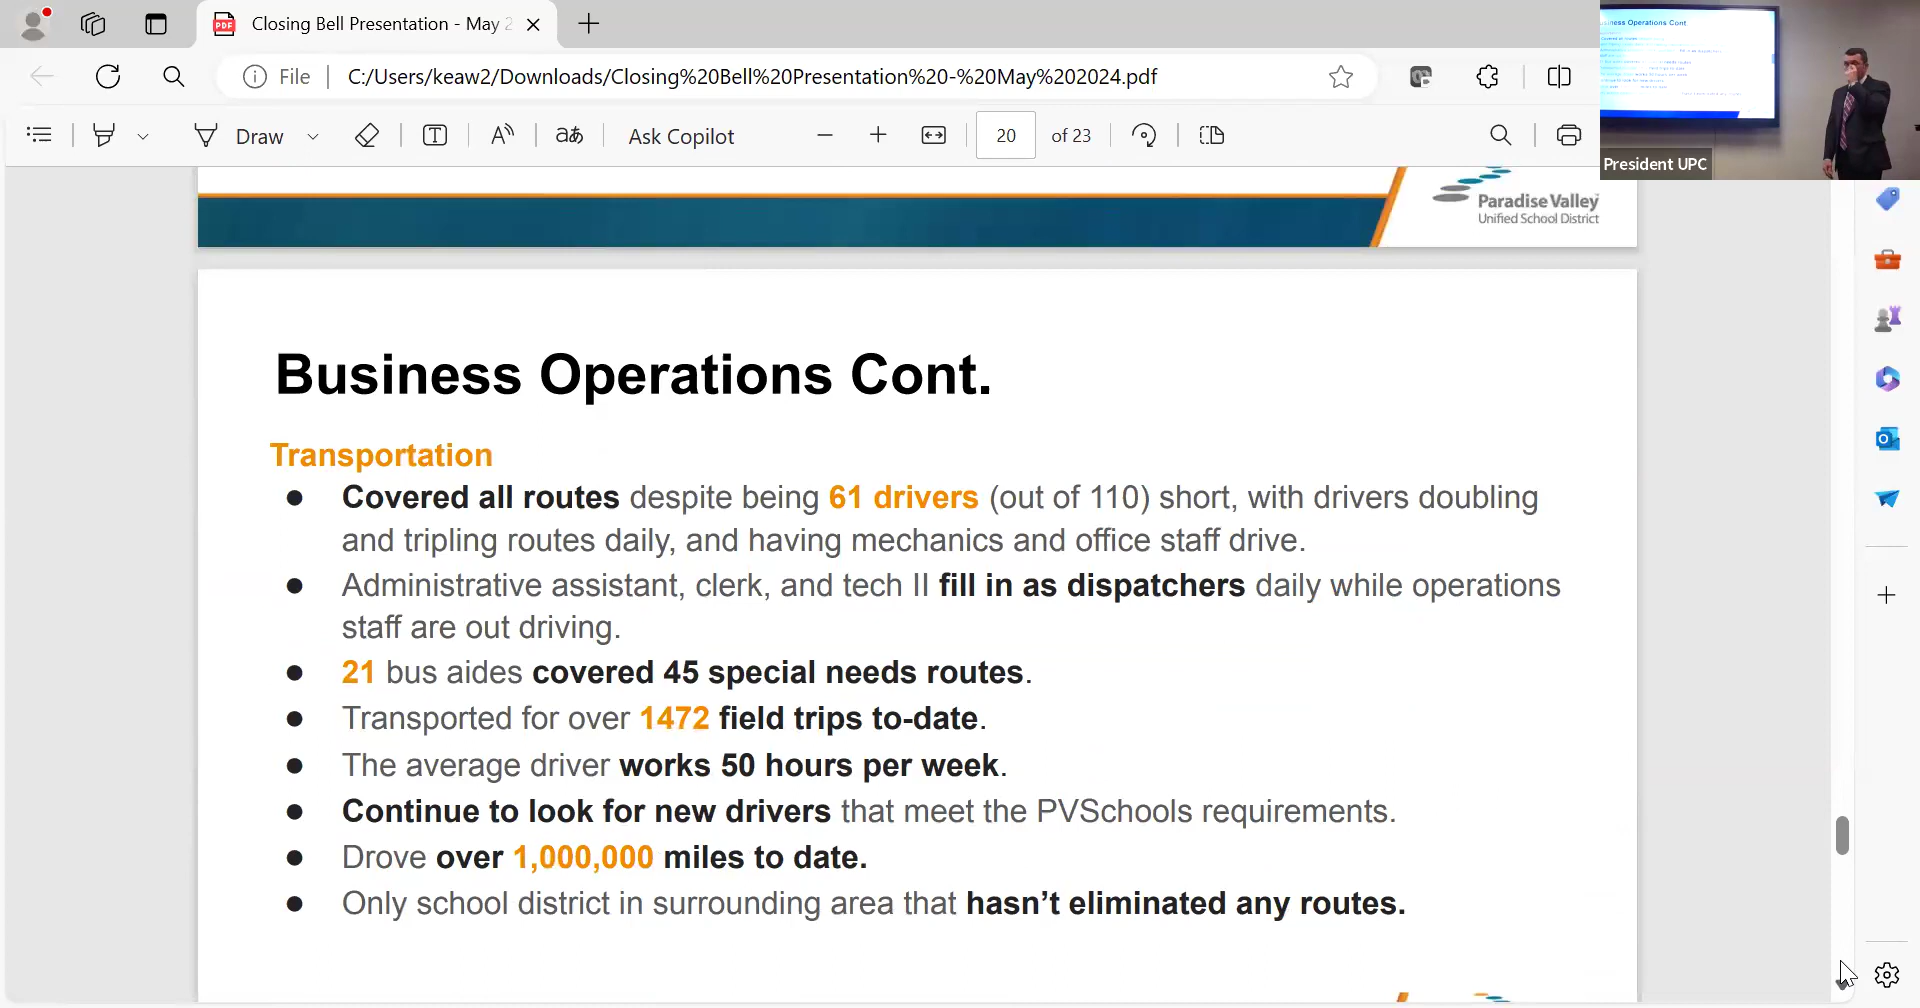 Closing Bell Presentation - May 2
File
C:/Users/keaw2/Downloads/Closing%20Bell%20Presentation%20-%20May%202024.pdf
Draw
Ask Copilot
20
of 23
Business Operations Cont
President UPC
Paradise Valley
Unified School District
Business Operations Cont.
Transportation
● Covered all routes despite being 61 drivers (out of 110) short, with drivers doubling
and tripling routes daily, and having mechanics and office staff drive.
● Administrative assistant, clerk, and tech II fill in as dispatchers daily while operations
staff are out driving.
● 21 bus aides covered 45 special needs routes.
● Transported for over 1472 field trips to-date.
● The average driver works 50 hours per week.
● Continue to look for new drivers that meet the PVSchools requirements.
● Drove over 1,000,000 miles to date.
● Only school district in surrounding area that hasn’t eliminated any routes.